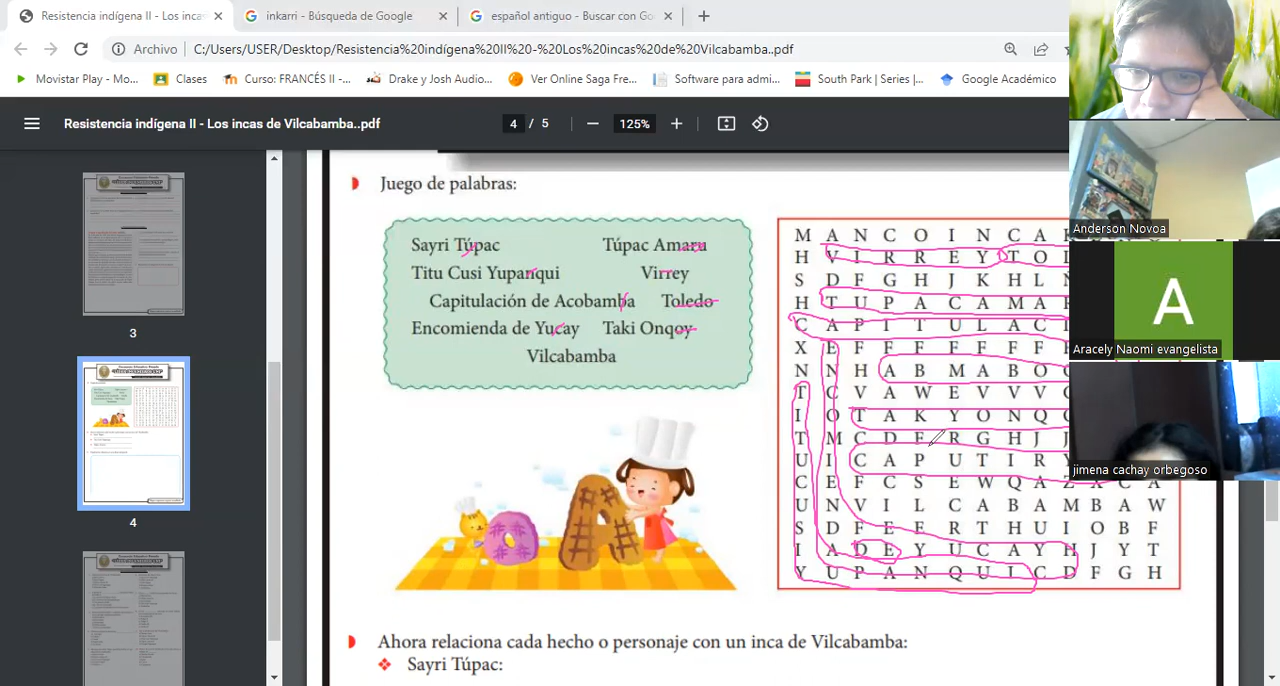 Resistencia indígena II - Los incas
inkarri - Búsqueda de Google
español antiguo - Buscar con Go
Archivo
C:/Users/USER/Desktop/Resistencia%20indígena%20II%20-%20Los%20incas%20de%20Vilcabamba..pdf
Movistar Play - Mo...
Clases
Curso: FRANCÉS II -...
Drake y Josh Audio...
Ver Online Saga Fre...
Software para admi...
South Park | Series |...
Google Académico
Resistencia indígena II - Los incas de Vilcabamba..pdf
4 / 5
125%
3
4
Juego de palabras:
Sayri Túpac Túpac Amaru
Titu Cusi Yupanqui Virrey
Capitulación de Acobamba Toledo
Encomienda de Yucay Taki Onqoy
Vilcabamba
M A N C O I N C A
H V I R R E Y T O
S D F G H J K H L
H T U P A C A M A
C A P I T U L A C
X E F F F F F F F
N N H A B M A B O
T C V A W E V V V
I O T A K Y O N Q
T M C D F R G H J
U I C A P U T I R
C E F C S E W Q A Z X C A
U N V I L C A B A M B A W
S D F E E R T H U I O B F
I A D E Y U C A Y H J Y T
Y U P A N Q U I C D F G H
Ahora relaciona cada hecho o personaje con un inca de Vilcabamba:
Sayri Túpac:
Anderson Novoa
A
Aracely Naomi evangelista
jimena cachay orbegoso